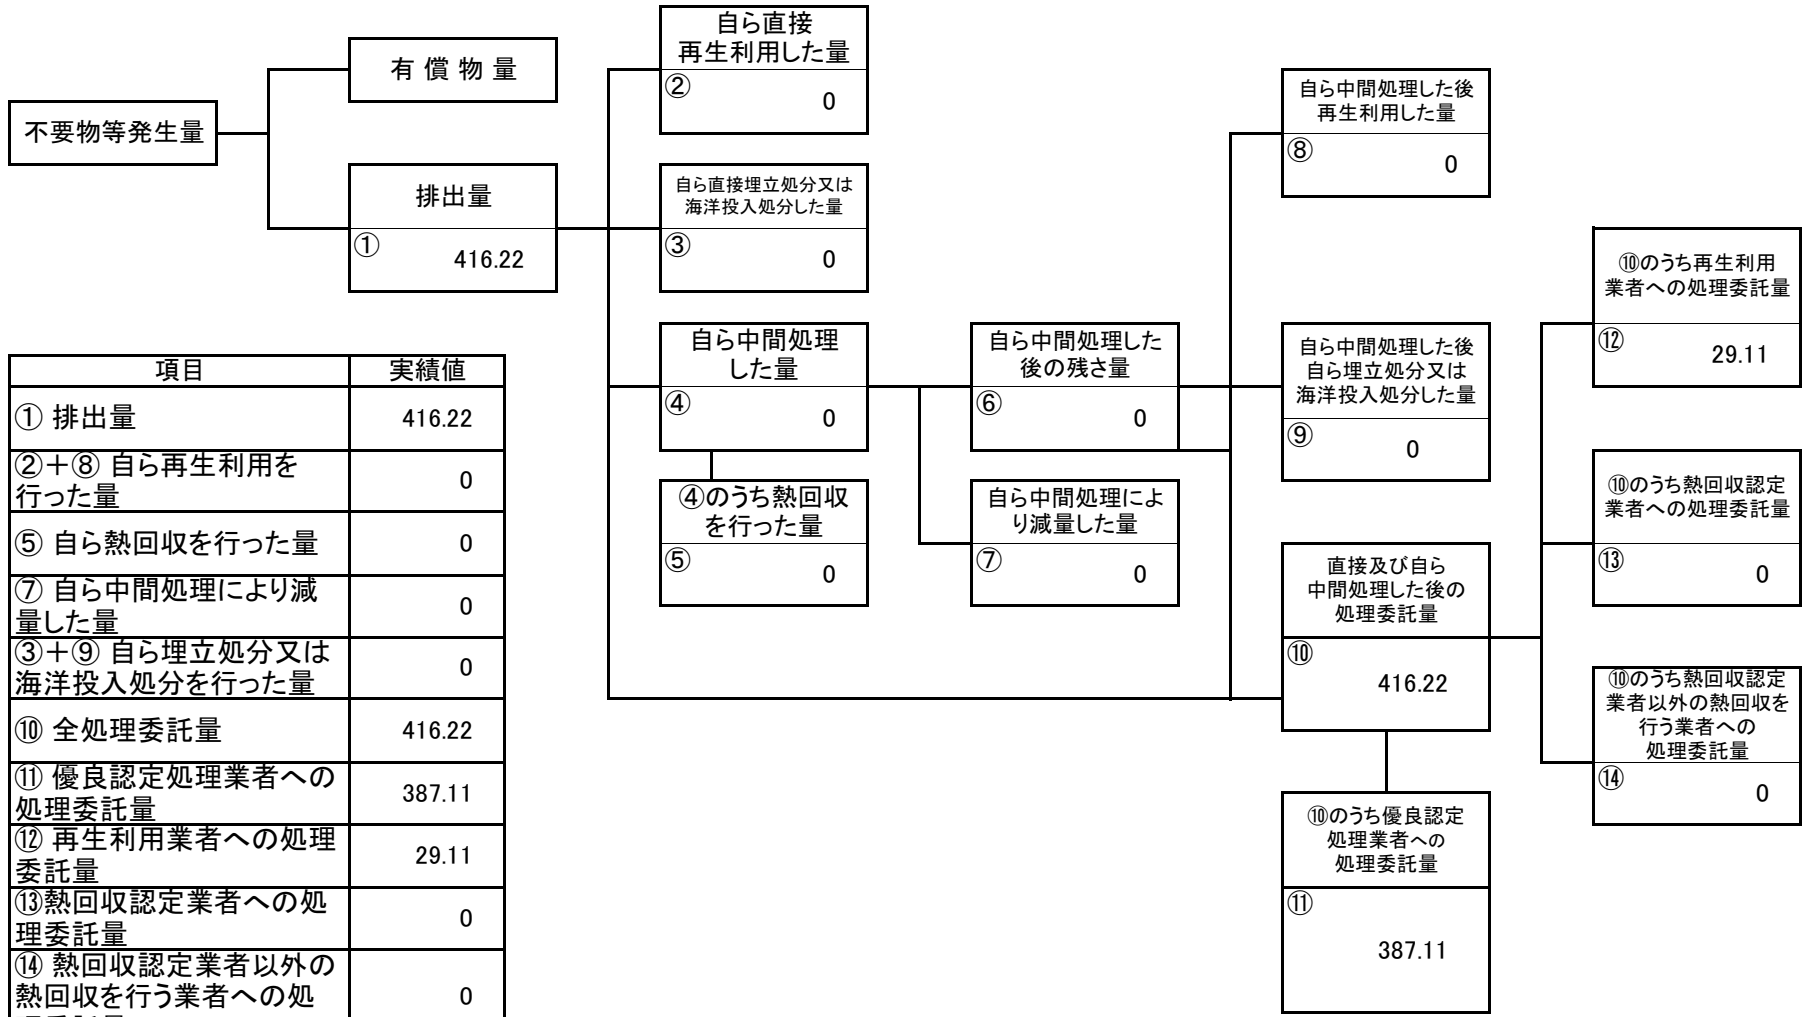 不要物等発生量
有 償 物 量
排出量
①
416.22
自ら直接
再生利用した量
②
0
自ら直接埋立処分又は
海洋投入処分した量
③
0
自ら中間処理
した量
④
0
④のうち熱回収
を行った量
⑤
0
自ら中間処理した
後の残さ量
⑥
0
自ら中間処理によ
り減量した量
⑦
0
自ら中間処理した後
再生利用した量
⑧
0
自ら中間処理した後
自ら埋立処分又は
海洋投入処分した量
⑨
0
直接及び自ら
中間処理した後の
処理委託量
⑩
416.22
⑩のうち優良認定
処理業者への
処理委託量
⑪
387.11
⑩のうち再生利用
業者への処理委託量
⑫
29.11
⑩のうち熱回収認定
業者への処理委託量
⑬
0
⑩のうち熱回収認定
業者以外の熱回収を
行う業者への
処理委託量
⑭
0
項目 実績値
① 排出量 416.22
②＋⑧ 自ら再生利用を
行った量 0
⑤ 自ら熱回収を行った量 0
⑦ 自ら中間処理により減
量した量 0
③＋⑨ 自ら埋立処分又は
海洋投入処分を行った量 0
⑩ 全処理委託量 416.22
⑪ 優良認定処理業者への
処理委託量 387.11
⑫ 再生利用業者への処理
委託量 29.11
⑬熱回収認定業者への処
理委託量 0
⑭ 熱回収認定業者以外の
熱回収を行う業者への処 0